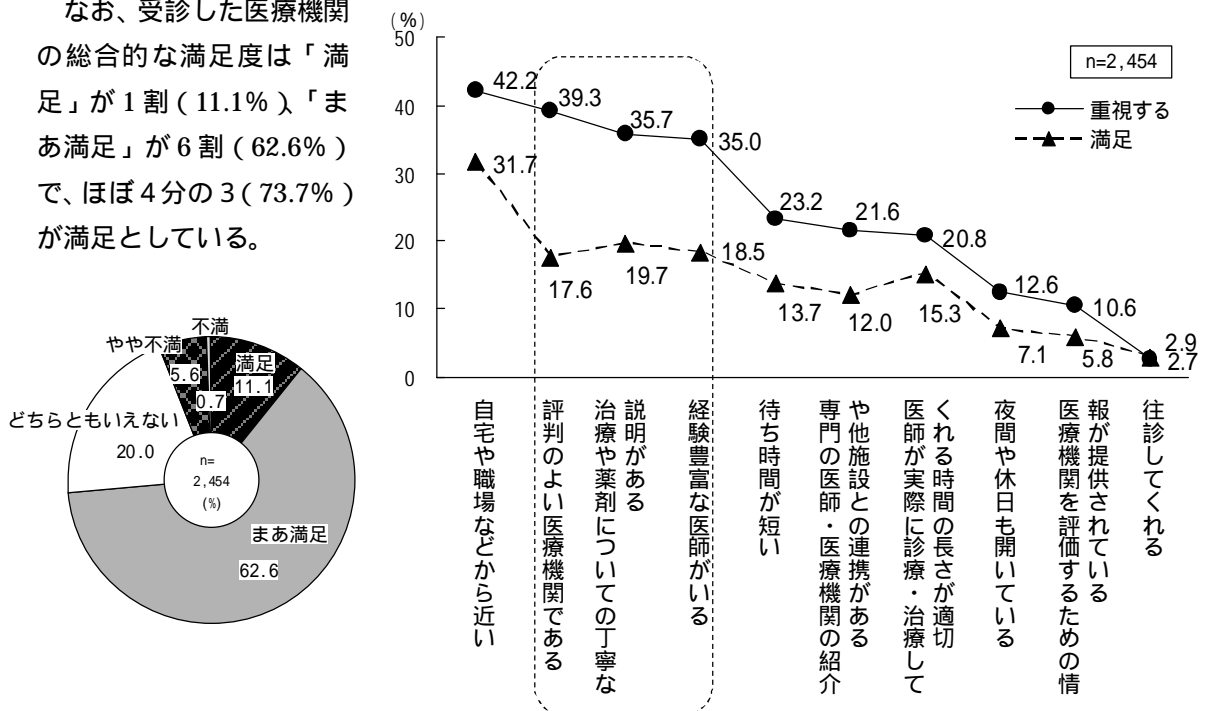 なお、受診した医療機関
の総合的な満足度は「満
足」が1割(11.1%)、「ま
あ満足」が6割(62.6%)
で、ほぼ4分の3(73.7%)
が満足としている。
不満
やや不満
満足
5.6
0.7
11.1
どちらともいえない
20.0
n=
2,454
(%)
まあ満足
62.6
(%)
50
40
30
20
10
0
n=2,454
重視する
満足
42.2
39.3
35.7
35.0
23.2
21.6
20.8
12.6
10.6
2.9
31.7
17.6
19.7
18.5
13.7
12.0
15.3
7.1
5.8
2.7
自宅や職場などから近い
評判のよい医療機関である
治療や薬剤についての丁寧な
説明がある
経験豊富な医師がいる
待ち時間が短い
専門の医師・医療機関の紹介
や他施設との連携がある
医師が実際に診療・治療して
くれる時間の長さが適切
夜間や休日も開いている
医療機関を評価するための情
報が提供されている
往診してくれる